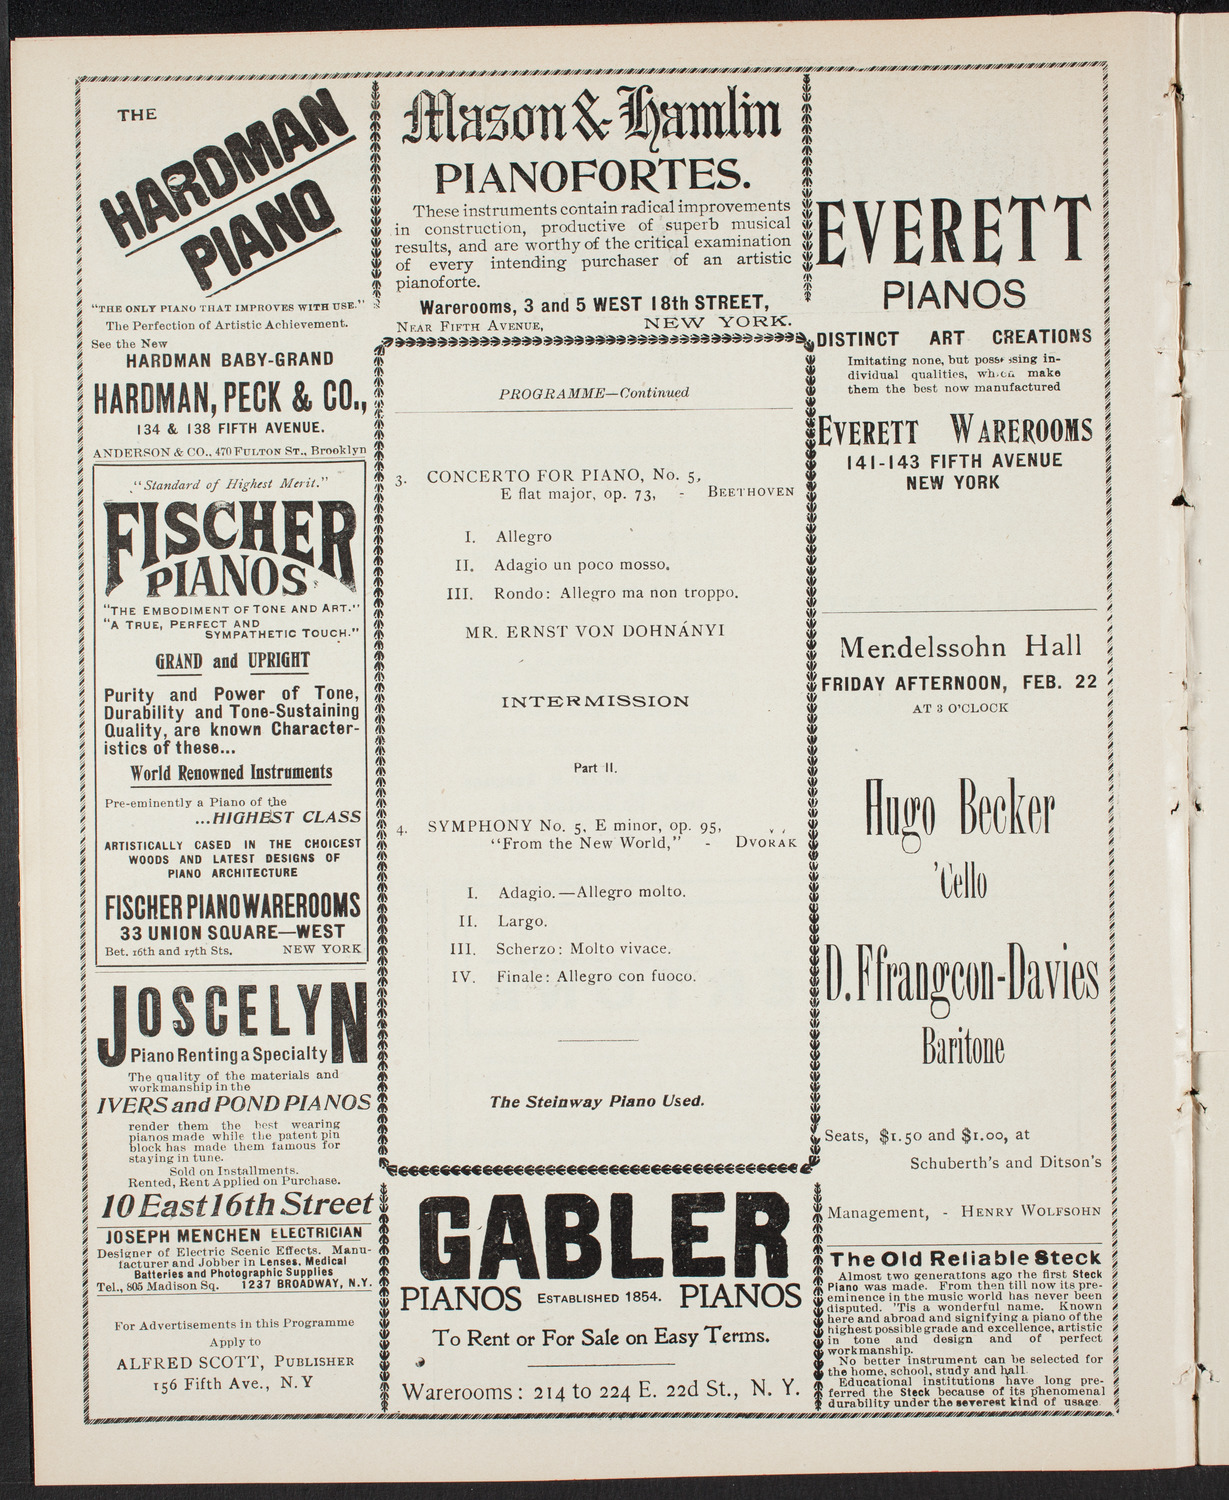 THE
HARDMAN
PIANO
"THE ONLY PIANO THAT IMPROVES WITH USE."
The Perfection of Artistic Achievement.
See the New
HARDMAN BABY-GRAND
HARDMAN, PECK & CO.,
134 & 138 FIFTH AVENUE.
ANDERSON & CO., 470 FULTON ST., Brooklyn
"Standard of Highest Merit."
FISCHER
PIANOS
"THE EMBODIMENT OF TONE AND ART."
"A TRUE, PERFECT AND
SYMPATHETIC TOUCH."
GRAND and UPRIGHT
Purity and Power of Tone,
Durability and Tone-Sustaining
Quality, are known Character-
istics of these...
World Renowned Instruments
Pre-eminently a Piano of the
...HIGHEST CLASS
ARTISTICALLY CASED IN THE CHOICEST
WOODS AND LATEST DESIGNS OF
PIANO ARCHITECTURE
FISCHER PIANO WAREROOMS
33 UNION SQUARE—WEST
Bet. 16th and 17th Sts. NEW YORK
JOSCELYN
Piano Renting a Specialty
The quality of the materials and
workmanship in the
IVERS and POND PIANOS
render them the best wearing
pianos made while the patent pin
block has made them famous for
staying in tune.
Sold on Installments.
Rented, Rent Applied on Purchase.
10 East 16th Street
JOSEPH MENCHEN ELECTRICIAN
Designer of Electric Scenic Effects. Manu-
facturer and Jobber in Lenses. Medical
Batteries and Photographic Supplies
Tel., 805 Madison Sq. 1237 BROADWAY, N.Y.
For Advertisements in this Programme
Apply to
ALFRED SCOTT, PUBLISHER
156 Fifth Ave., N.Y
Mason & Hamlin
PIANOFORTES.
These instruments contain radical improvements
in construction, productive of superb musical
results, and are worthy of the critical examination
of every intending purchaser of an artistic
pianoforte.
Warerooms, 3 and 5 WEST 18th STREET,
NEAR FIFTH AVENUE, NEW YORK.
PROGRAMME—Continued
3. CONCERTO FOR PIANO, No. 5,
E flat major, op. 73, - BEETHOVEN
I. Allegro
II. Adagio un poco mosso.
III. Rondo: Allegro ma non troppo.
MR. ERNST VON DOHNÁNYI
INTERMISSION
Part II.
4. SYMPHONY No. 5, E minor, op. 95,
"From the New World," - DVOŘÁK
I. Adagio.—Allegro molto.
II. Largo.
III. Scherzo: Molto vivace.
IV. Finale: Allegro con fuoco.
The Steinway Piano Used.
GABLER
PIANOS ESTABLISHED 1854. PIANOS
To Rent or For Sale on Easy Terms.
Warerooms: 214 to 224 E. 22d St., N. Y.
EVERETT
PIANOS
DISTINCT ART CREATIONS
Imitating none, but possessing in-
dividual qualities, which make
them the best now manufactured
EVERETT WAREROOMS
141-143 FIFTH AVENUE
NEW YORK
Mendelssohn Hall
FRIDAY AFTERNOON, FEB. 22
AT 3 O'CLOCK
Hugo Becker
'Cello
D. Ffrangcon-Davies
Baritone
Seats, $1.50 and $1.00, at
Schuberth's and Ditson's
Management, - HENRY WOLFSOHN
The Old Reliable Steck
Almost two generations ago the first Steck
Piano was made. From then till now its pre-
eminence in the music world has never been
disputed. 'Tis a wonderful name. Known
here and abroad and signifying a piano of the
highest possible grade and excellence, artistic
in tone and design and of perfect
workmanship.
No better instrument can be selected for
the home, school, study and hall.
Educational institutions have long pre-
ferred the Steck because of its phenomenal
durability under the severest kind of usage